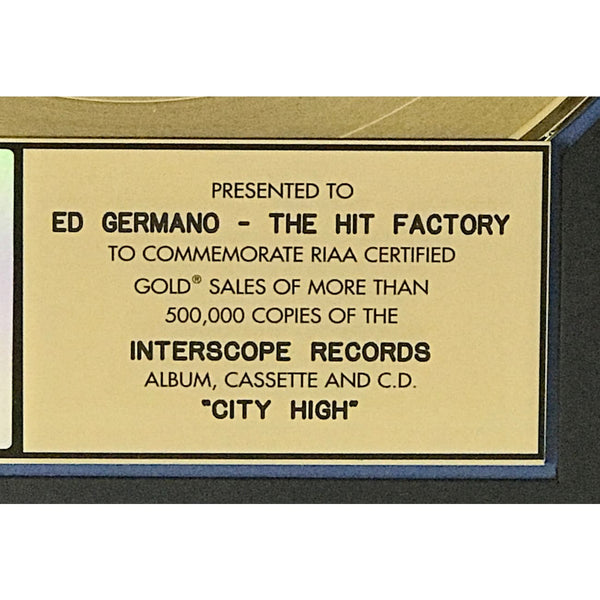 PRESENTED TO
ED GERMANO - THE HIT FACTORY
TO COMMEMORATE RIAA CERTIFIED
GOLD® SALES OF MORE THAN
500,000 COPIES OF THE
INTERSCOPE RECORDS
ALBUM, CASSETTE AND C.D.
"CITY HIGH"